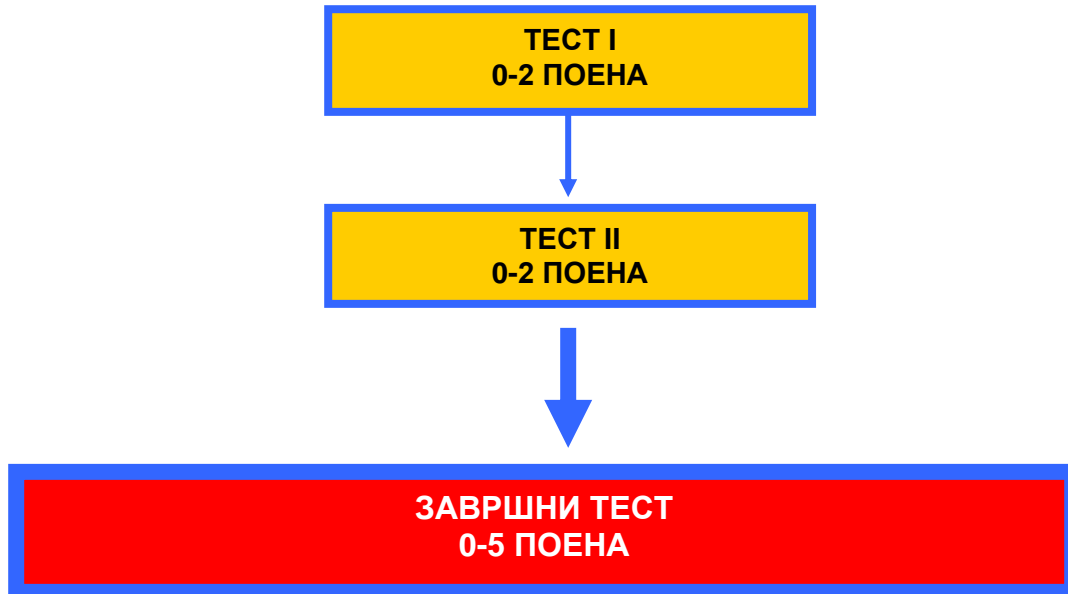 ТЕСТ I
0-2 ПОЕНА
ТЕСТ II
0-2 ПОЕНА
ЗАВРШНИ ТЕСТ
0-5 ПОЕНА